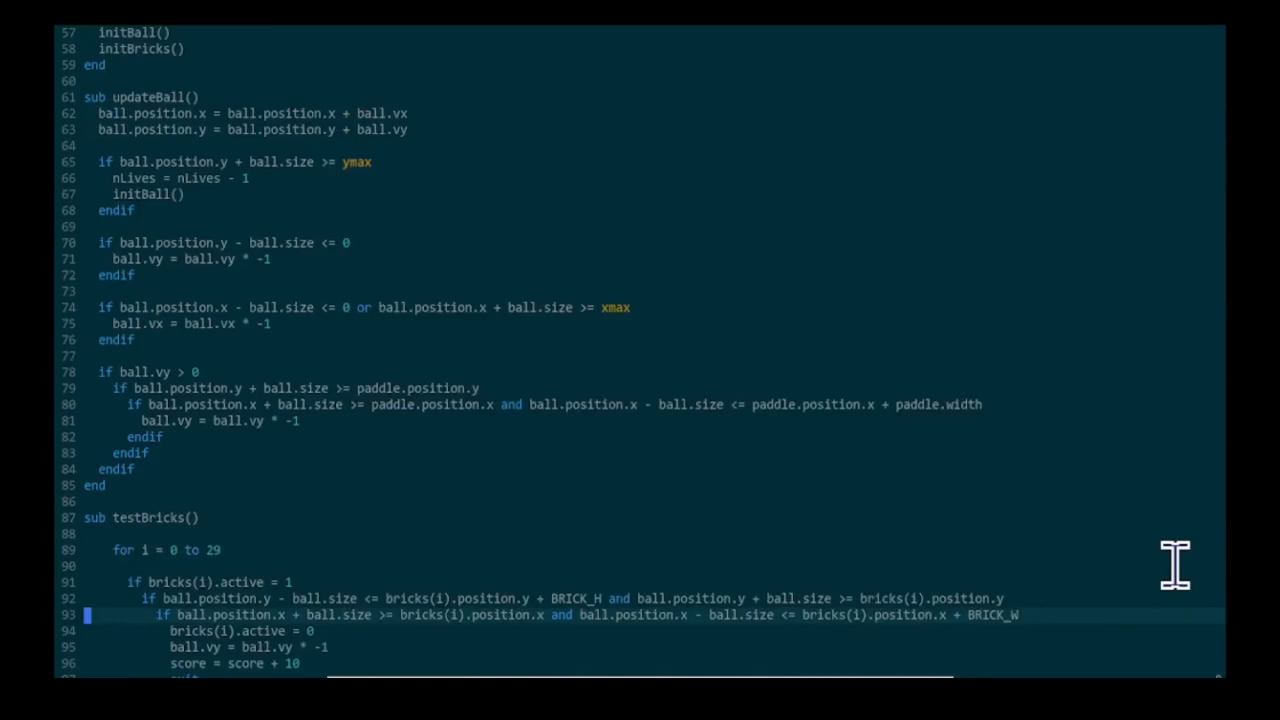 57 initBall()
58 initBricks()
59 end
60
61 sub updateBall()
62 ball.position.x = ball.position.x + ball.vx
63 ball.position.y = ball.position.y + ball.vy
64
65 if ball.position.y + ball.size >= ymax
66 nLives = nLives - 1
67 initBall()
68 endif
69
70 if ball.position.y - ball.size <= 0
71 ball.vy = ball.vy * -1
72 endif
73
74 if ball.position.x - ball.size <= 0 or ball.position.x + ball.size >= xmax
75 ball.vx = ball.vx * -1
76 endif
77
78 if ball.vy > 0
79 if ball.position.y + ball.size >= paddle.position.y
80 if ball.position.x + ball.size >= paddle.position.x and ball.position.x - ball.size <= paddle.position.x + paddle.width
81 ball.vy = ball.vy * -1
82 endif
83 endif
84 endif
85 end
86
87 sub testBricks()
88
89 for i = 0 to 29
90
91 if bricks(i).active = 1
92 if ball.position.y - ball.size <= bricks(i).position.y + BRICK_H and ball.position.y + ball.size >= bricks(i).position.y
93 if ball.position.x + ball.size >= bricks(i).position.x and ball.position.x - ball.size <= bricks(i).position.x + BRICK_W
94 bricks(i).active = 0
95 ball.vy = ball.vy * -1
96 score = score + 10